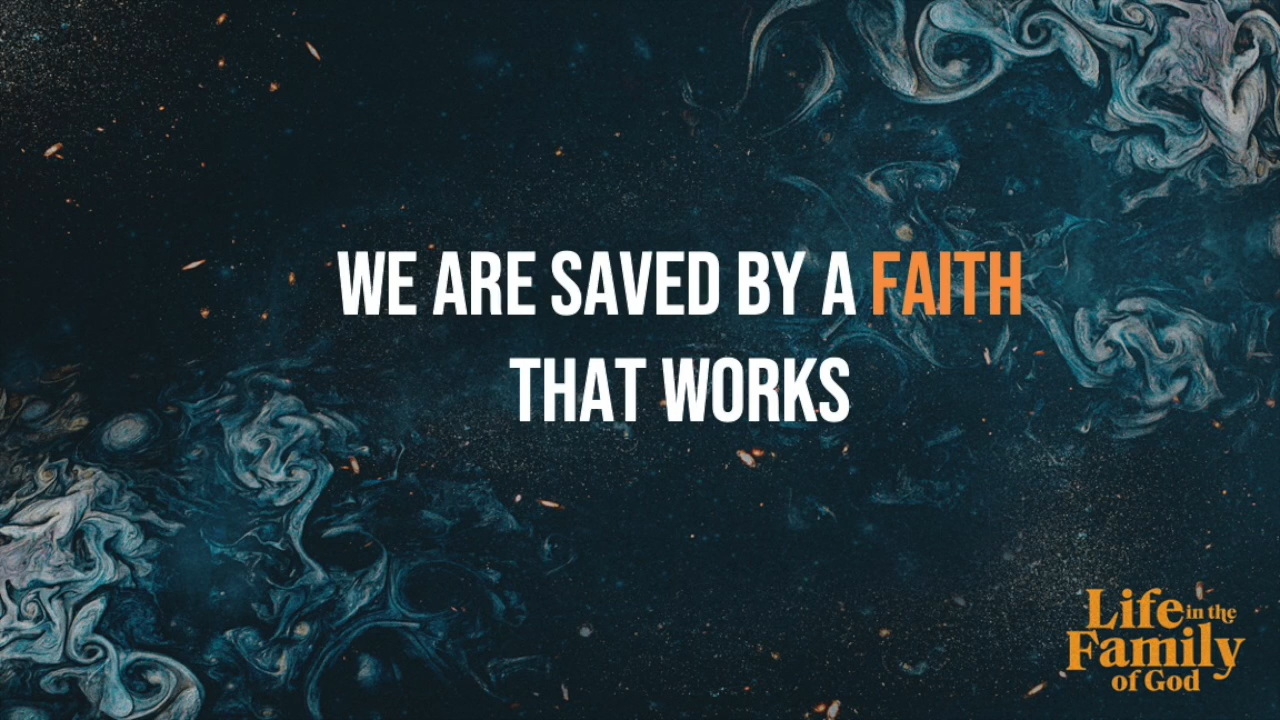 WE ARE SAVED BY A FAITH
THAT WORKS
Life in the
Family
of God